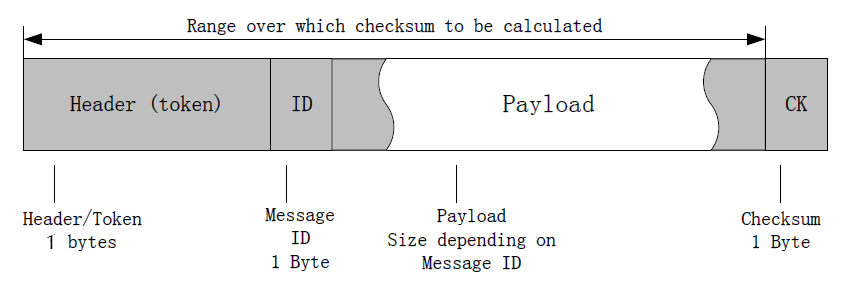 Range over which checksum to be calculated
Header (token)
ID
Payload
CK
Header/Token
1 bytes
Message
ID
1 Byte
Payload
Size depending on
Message ID
Checksum
1 Byte